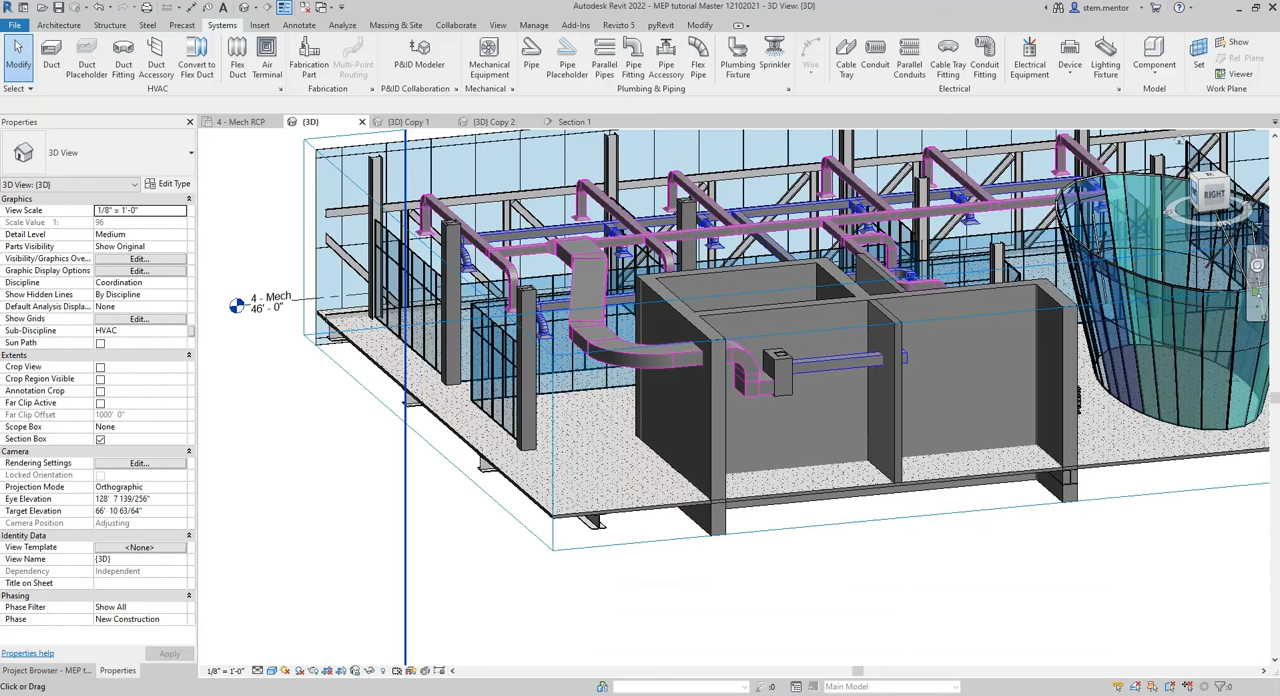 Autodesk Revit 2022 - MEP tutorial Master 12102021 - 3D View: {3D}
stem.mentor
File Architecture Structure Steel Precast Systems Insert Annotate Analyze Massing & Site Collaborate View Manage Add-Ins Revizto 5 pyRevit Modify
Modify
Duct
Duct Placeholder
Duct Fitting
Duct Accessory
Convert to Flex Duct
Flex Duct
Air Terminal
Fabrication Part
Multi-Point Routing
P&ID Modeler
Mechanical Equipment
Pipe
Pipe Placeholder
Parallel Pipes
Pipe Fitting
Pipe Accessory
Flex Pipe
Plumbing Fixture
Sprinkler
Wire
Cable Tray
Conduit
Parallel Conduits
Cable Tray Fitting
Conduit Fitting
Electrical Equipment
Device
Lighting Fixture
Component
Set
Show
Ref Plane
Viewer
Select HVAC Fabrication P&ID Collaboration Mechanical Plumbing & Piping Electrical Model Work Plane
Properties
4 - Mech RCP {3D} {3D} Copy 1 {3D} Copy 2 Section 1
3D View
3D View: {3D} Edit Type
Graphics
View Scale 1/8" = 1'-0"
Scale Value 1: 96
Detail Level Medium
Parts Visibility Show Original
Visibility/Graphics Ove... Edit...
Graphic Display Options Edit...
Discipline Coordination
Show Hidden Lines By Discipline
Default Analysis Displa... None
Show Grids Edit...
Sub-Discipline HVAC
Sun Path
Extents
Crop View
Crop Region Visible
Annotation Crop
Far Clip Active
Far Clip Offset 1000' 0"
Scope Box None
Section Box
Camera
Rendering Settings Edit...
Locked Orientation
Projection Mode Orthographic
Eye Elevation 128' 7 139/256"
Target Elevation 66' 10 63/64"
Camera Position Adjusting
Identity Data
View Template <None>
View Name {3D}
Dependency Independent
Title on Sheet
Phasing
Phase Filter Show All
Phase New Construction
Properties help Apply
Project Browser - MEP t... Properties
Click or Drag
4 - Mech
46' - 0"
RIGHT
1/8" = 1'-0"
:0
Main Model
:0